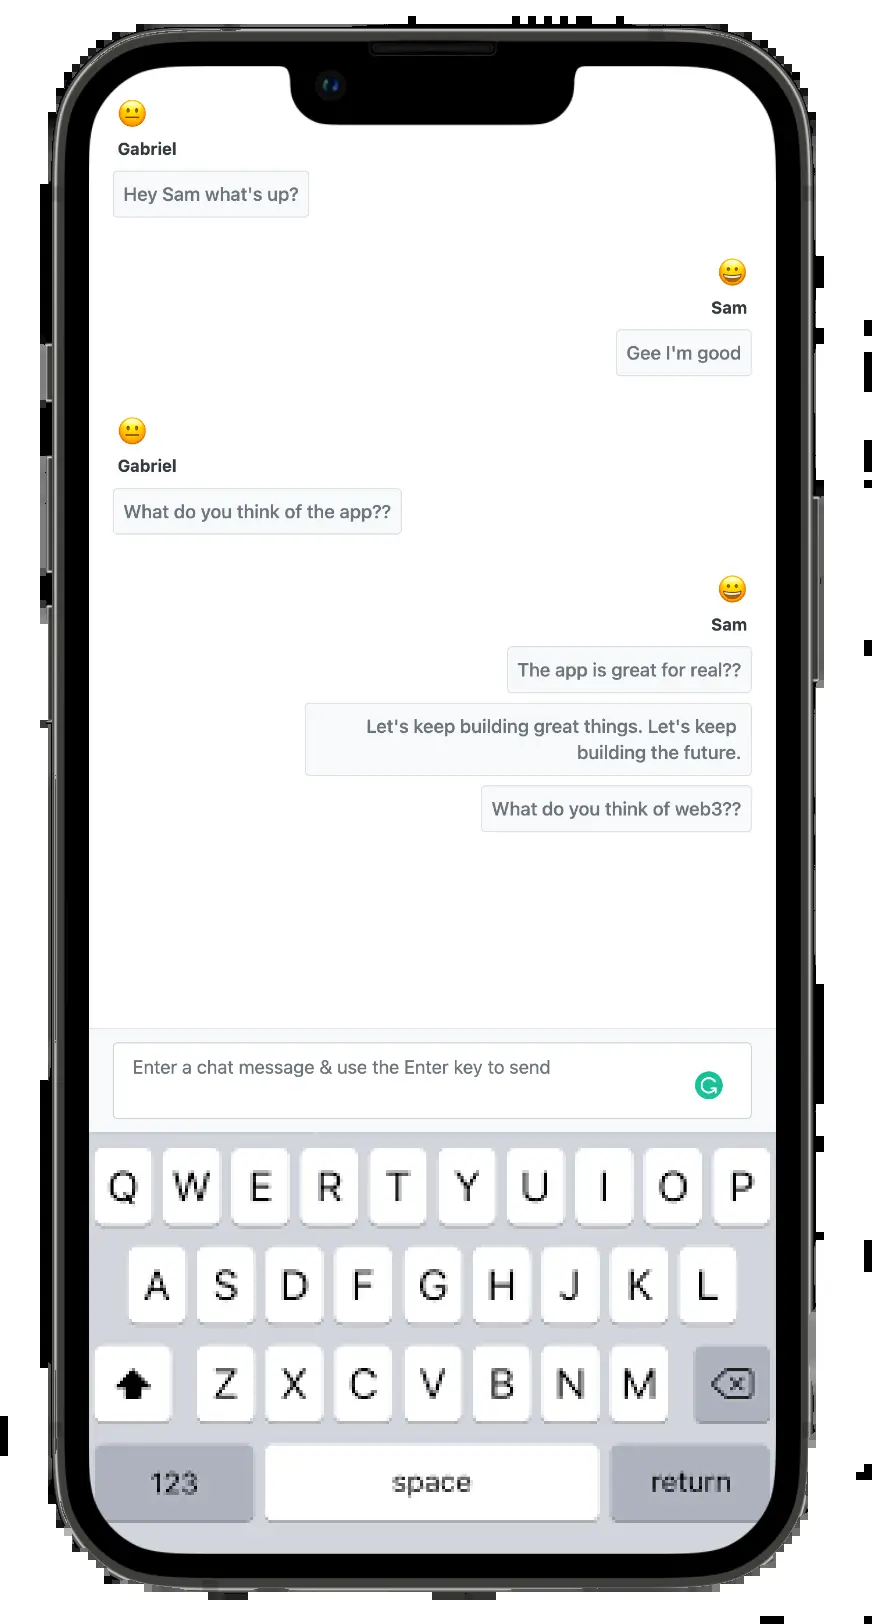 Gabriel
Hey Sam what's up?
Sam
Gee I'm good
Gabriel
What do you think of the app??
Sam
The app is great for real??
Let's keep building great things. Let's keep
building the future.
What do you think of web3??
Enter a chat message & use the Enter key to send
Q W E R T Y U I O P
A S D F G H J K L
Z X C V B N M
123 space return